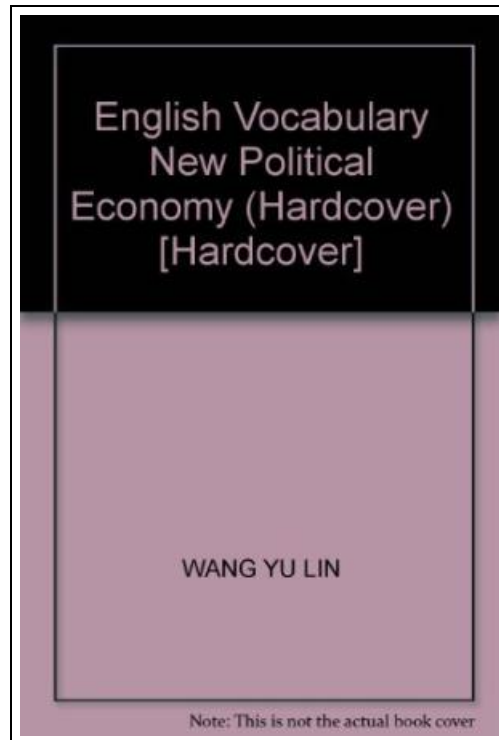 English Vocabulary
New Political
Economy (Hardcover)
[Hardcover]
WANG YU LIN
Note: This is not the actual book cover